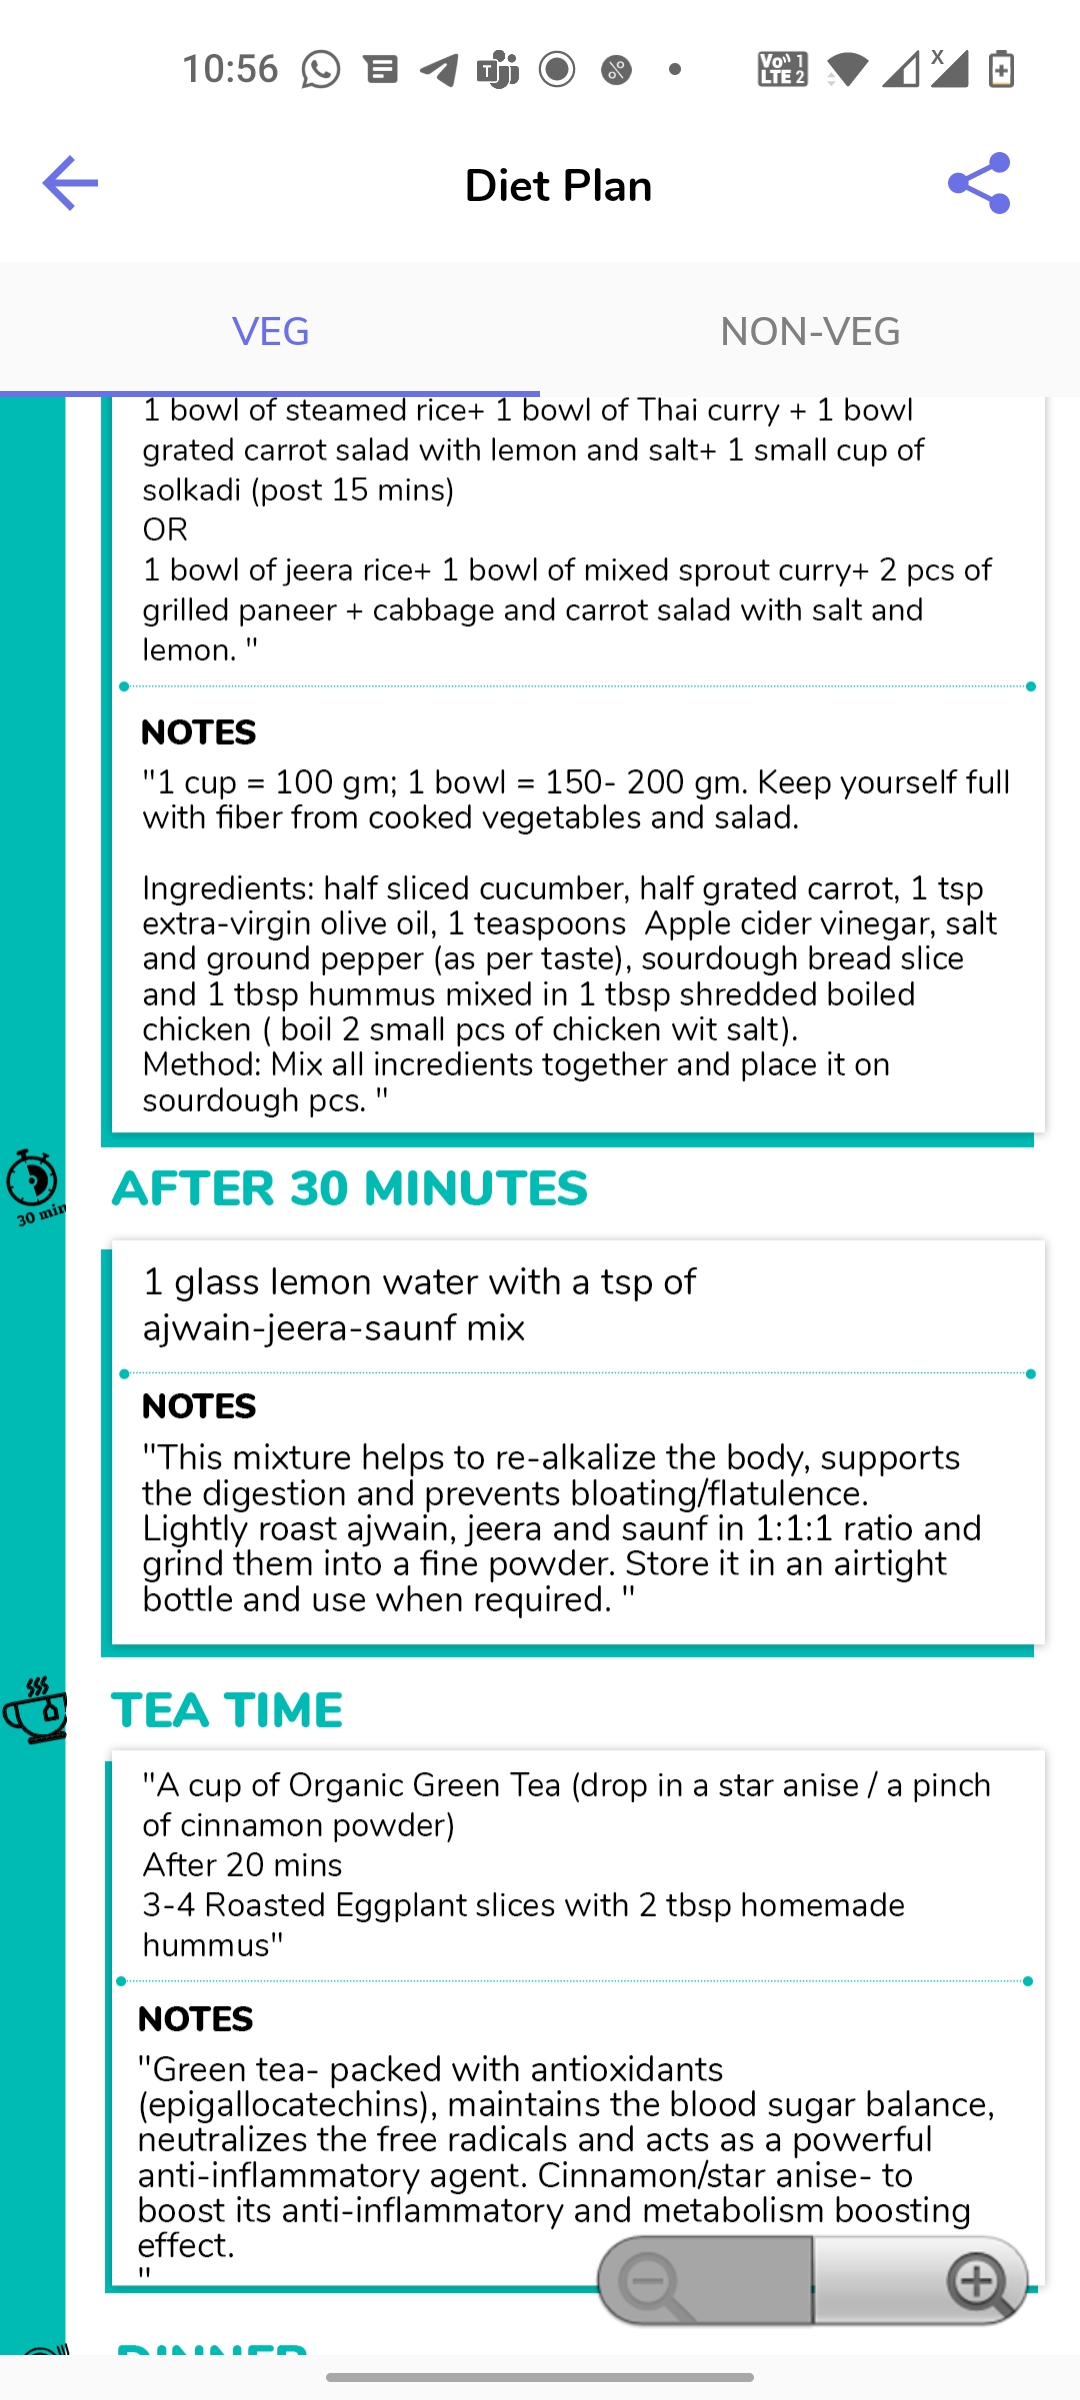 10:56
Vo)) 1
LTE 2
X
Diet Plan
VEG
NON-VEG
1 bowl of steamed rice+ 1 bowl of Thai curry + 1 bowl
grated carrot salad with lemon and salt+ 1 small cup of
solkadi (post 15 mins)
OR
1 bowl of jeera rice+ 1 bowl of mixed sprout curry+ 2 pcs of
grilled paneer + cabbage and carrot salad with salt and
lemon. "
NOTES
"1 cup = 100 gm; 1 bowl = 150- 200 gm. Keep yourself full
with fiber from cooked vegetables and salad.
Ingredients: half sliced cucumber, half grated carrot, 1 tsp
extra-virgin olive oil, 1 teaspoons  Apple cider vinegar, salt
and ground pepper (as per taste), sourdough bread slice
and 1 tbsp hummus mixed in 1 tbsp shredded boiled
chicken ( boil 2 small pcs of chicken wit salt).
Method: Mix all incredients together and place it on
sourdough pcs. "
30 min
AFTER 30 MINUTES
1 glass lemon water with a tsp of
ajwain-jeera-saunf mix
NOTES
"This mixture helps to re-alkalize the body, supports
the digestion and prevents bloating/flatulence.
Lightly roast ajwain, jeera and saunf in 1:1:1 ratio and
grind them into a fine powder. Store it in an airtight
bottle and use when required. "
TEA TIME
"A cup of Organic Green Tea (drop in a star anise / a pinch
of cinnamon powder)
After 20 mins
3-4 Roasted Eggplant slices with 2 tbsp homemade
hummus"
NOTES
"Green tea- packed with antioxidants
(epigallocatechins), maintains the blood sugar balance,
neutralizes the free radicals and acts as a powerful
anti-inflammatory agent. Cinnamon/star anise- to
boost its anti-inflammatory and metabolism boosting
effect.
"
DINNER